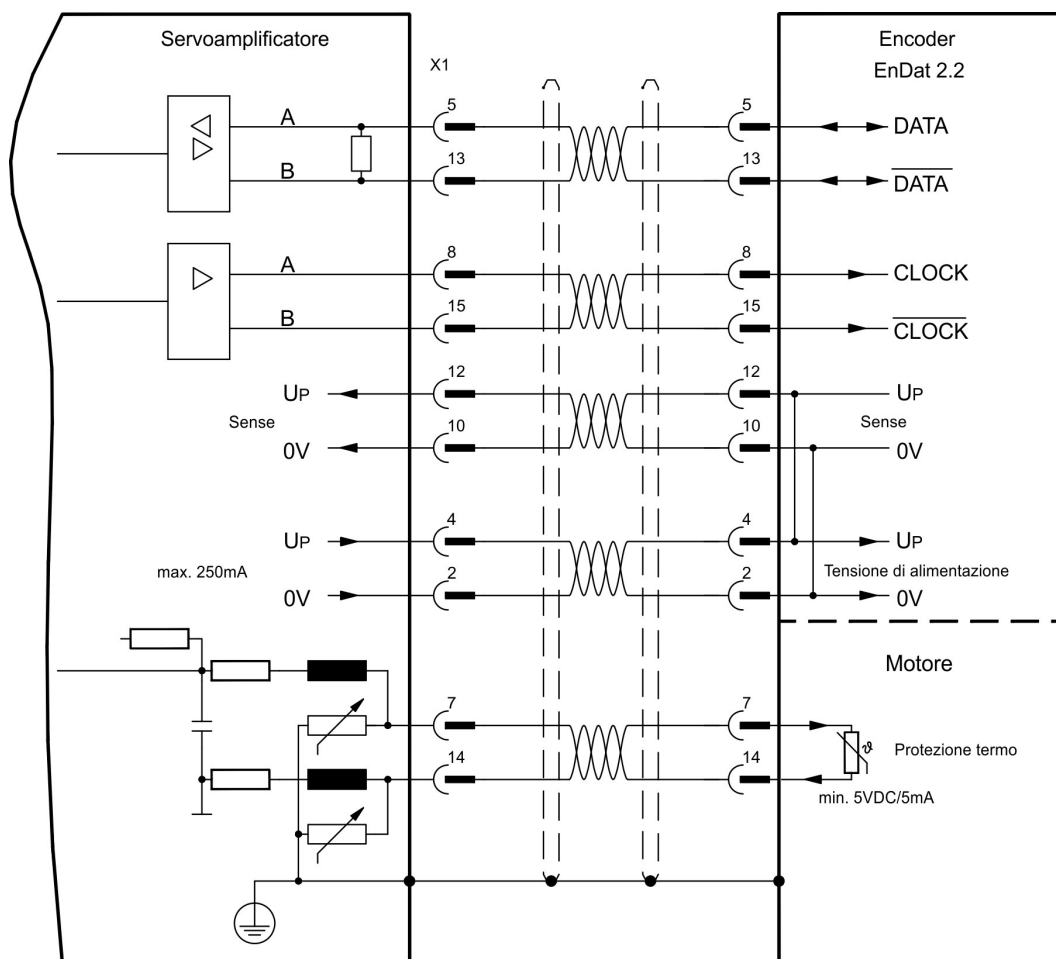 Servoamplificatore
X1
Encoder
EnDat 2.2
A 5 5 DATA
B 13 13 DATA
A 8 8 CLOCK
B 15 15 CLOCK
UP 12 12 UP
Sense Sense
0V 10 10 0V
UP 4 4 UP
max. 250mA Tensione di alimentazione
0V 2 2 0V
Motore
7 7
Protezione termo
ϑ
14 14
min. 5VDC/5mA